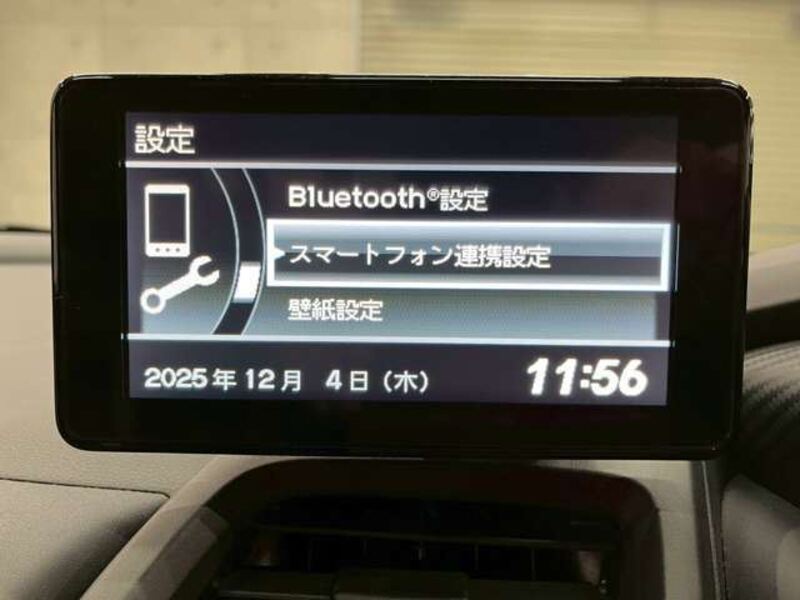 設定
Bluetooth®設定
スマートフォン連携設定
壁紙設定
2025年12月 4日（木） 11:56